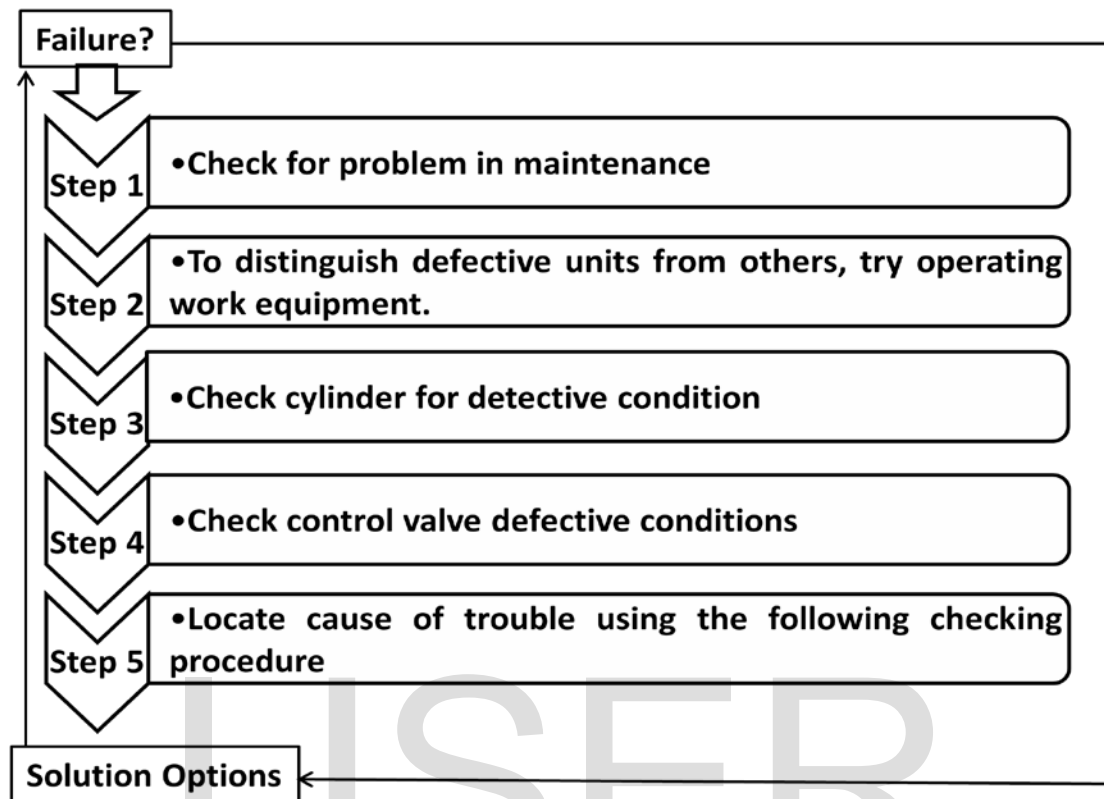 Failure?
Step 1
•Check for problem in maintenance
Step 2
•To distinguish defective units from others, try operating
work equipment.
Step 3
•Check cylinder for detective condition
Step 4
•Check control valve defective conditions
Step 5
•Locate cause of trouble using the following checking
procedure
Solution Options